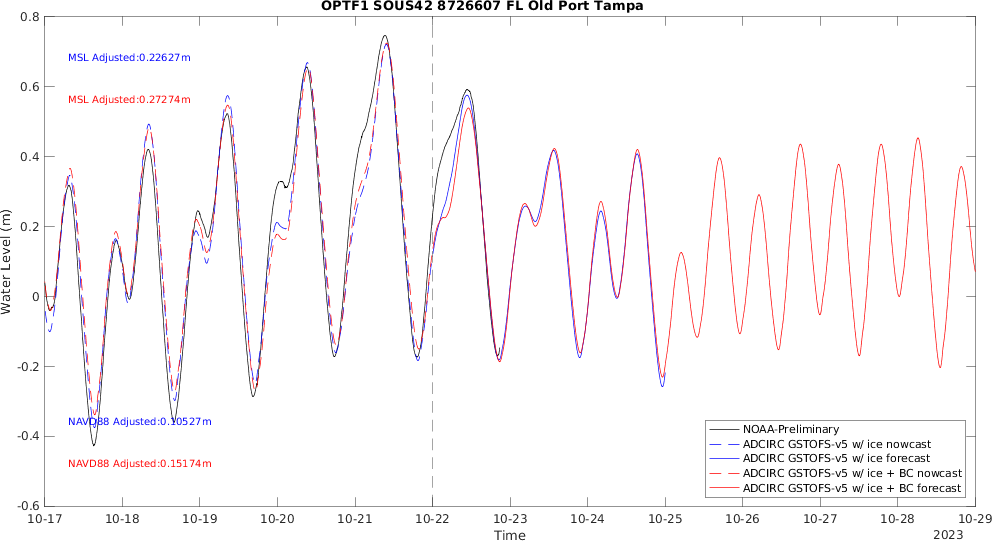 OPTF1 SOUS42 8726607 FL Old Port Tampa
Water Level (m)
0.8
0.6
0.4
0.2
0
-0.2
-0.4
-0.6
MSL Adjusted:0.22627m
MSL Adjusted:0.27274m
NAVD88 Adjusted:0.10527m
NAVD88 Adjusted:0.15174m
NOAA-Preliminary
ADCIRC GSTOFS-v5 w/ ice nowcast
ADCIRC GSTOFS-v5 w/ ice forecast
ADCIRC GSTOFS-v5 w/ ice + BC nowcast
ADCIRC GSTOFS-v5 w/ ice + BC forecast
10-17 10-18 10-19 10-20 10-21 10-22 10-23 10-24 10-25 10-26 10-27 10-28 10-29
Time
2023